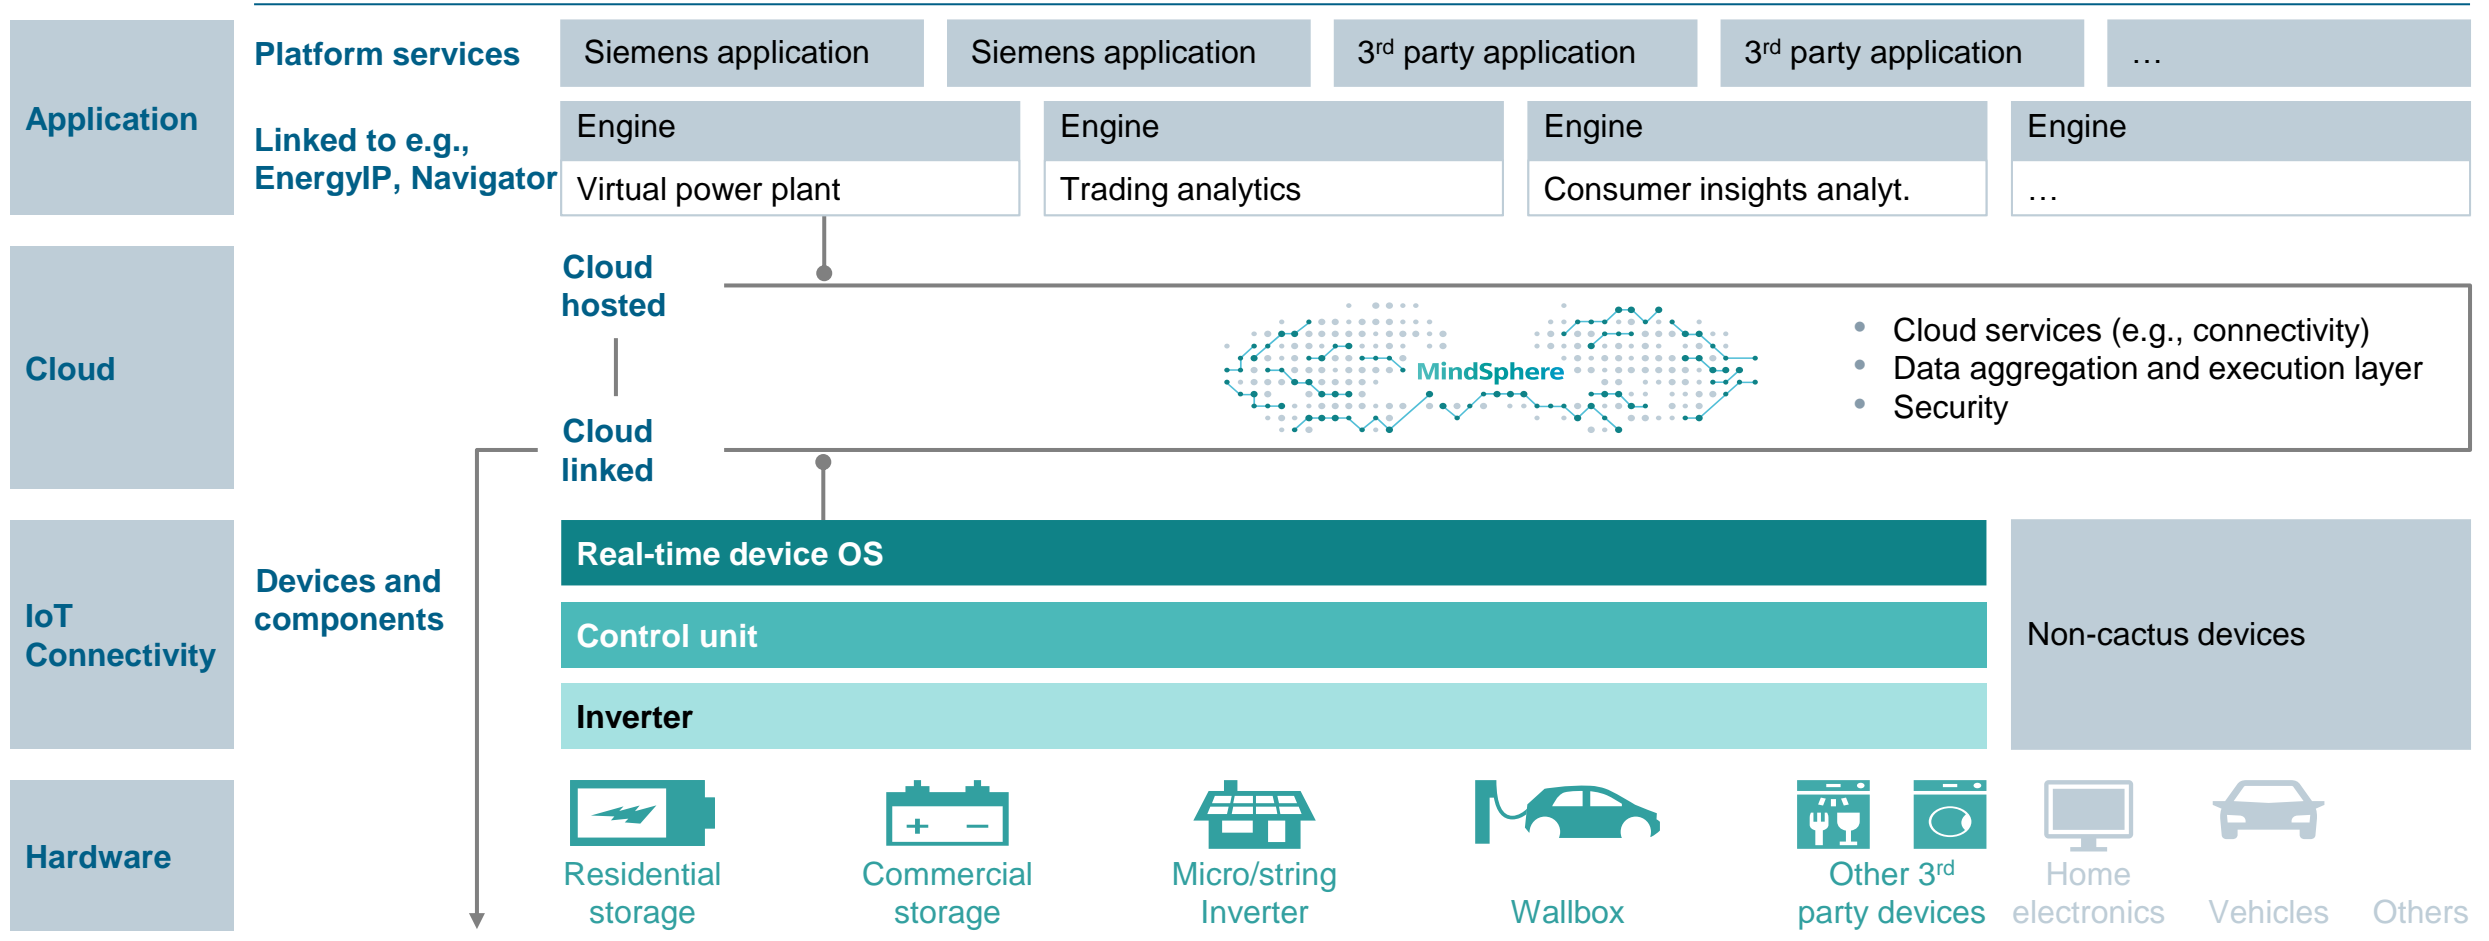 Application
Platform services
Siemens application
Siemens application
3rd party application
3rd party application
…
Linked to e.g.,
EnergyIP, Navigator
Engine
Virtual power plant
Engine
Trading analytics
Engine
Consumer insights analyt.
Engine
…
Cloud
Cloud
hosted
Cloud
linked
MindSphere
• Cloud services (e.g., connectivity)
• Data aggregation and execution layer
• Security
IoT
Connectivity
Devices and
components
Real-time device OS
Control unit
Inverter
Non-cactus devices
Hardware
+ –
Residential
storage
Commercial
storage
Micro/string
Inverter
Wallbox
Other 3rd
party devices
Home
electronics
Vehicles
Others